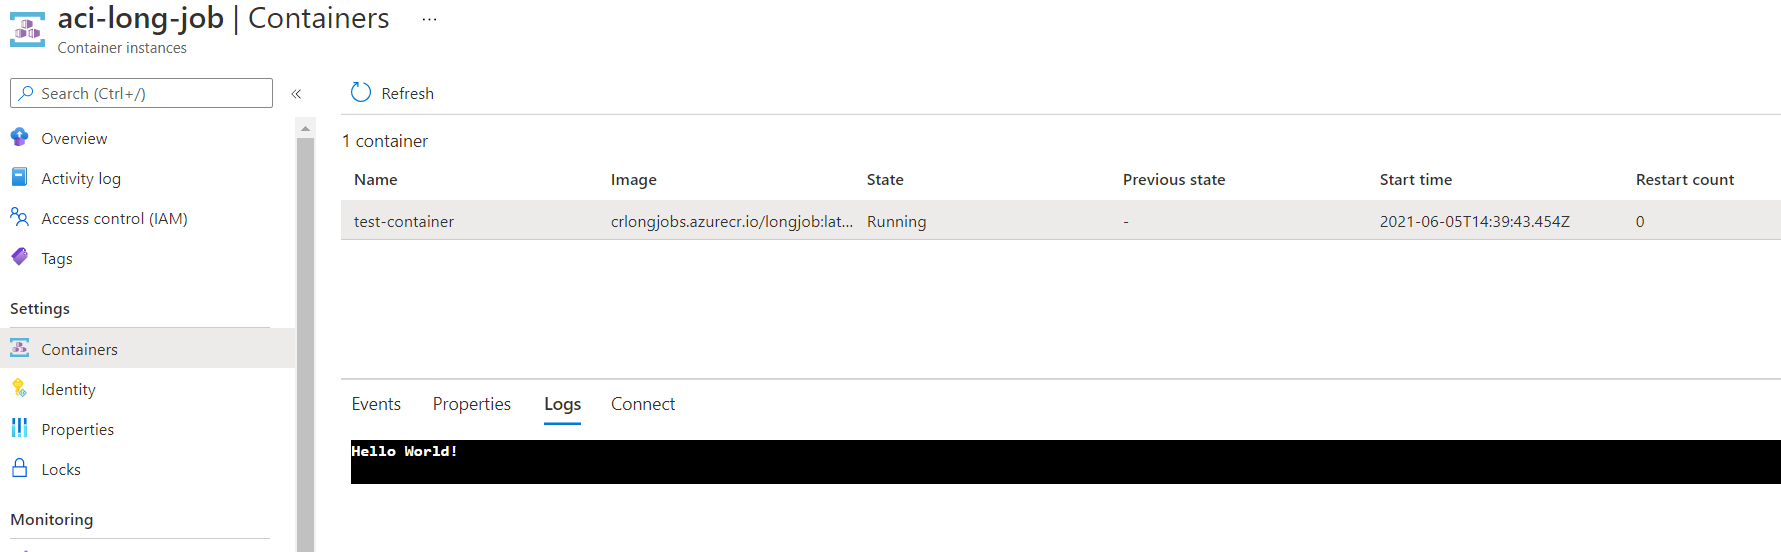 aci-long-job | Containers ...
Container instances
Search (Ctrl+/)
«
Overview
Activity log
Access control (IAM)
Tags
Settings
Containers
Identity
Properties
Locks
Monitoring
Refresh
1 container
Name Image State Previous state Start time Restart count
test-container crlongjobs.azurecr.io/longjob:lat... Running - 2021-06-05T14:39:43.454Z 0
Events Properties Logs Connect
Hello World!